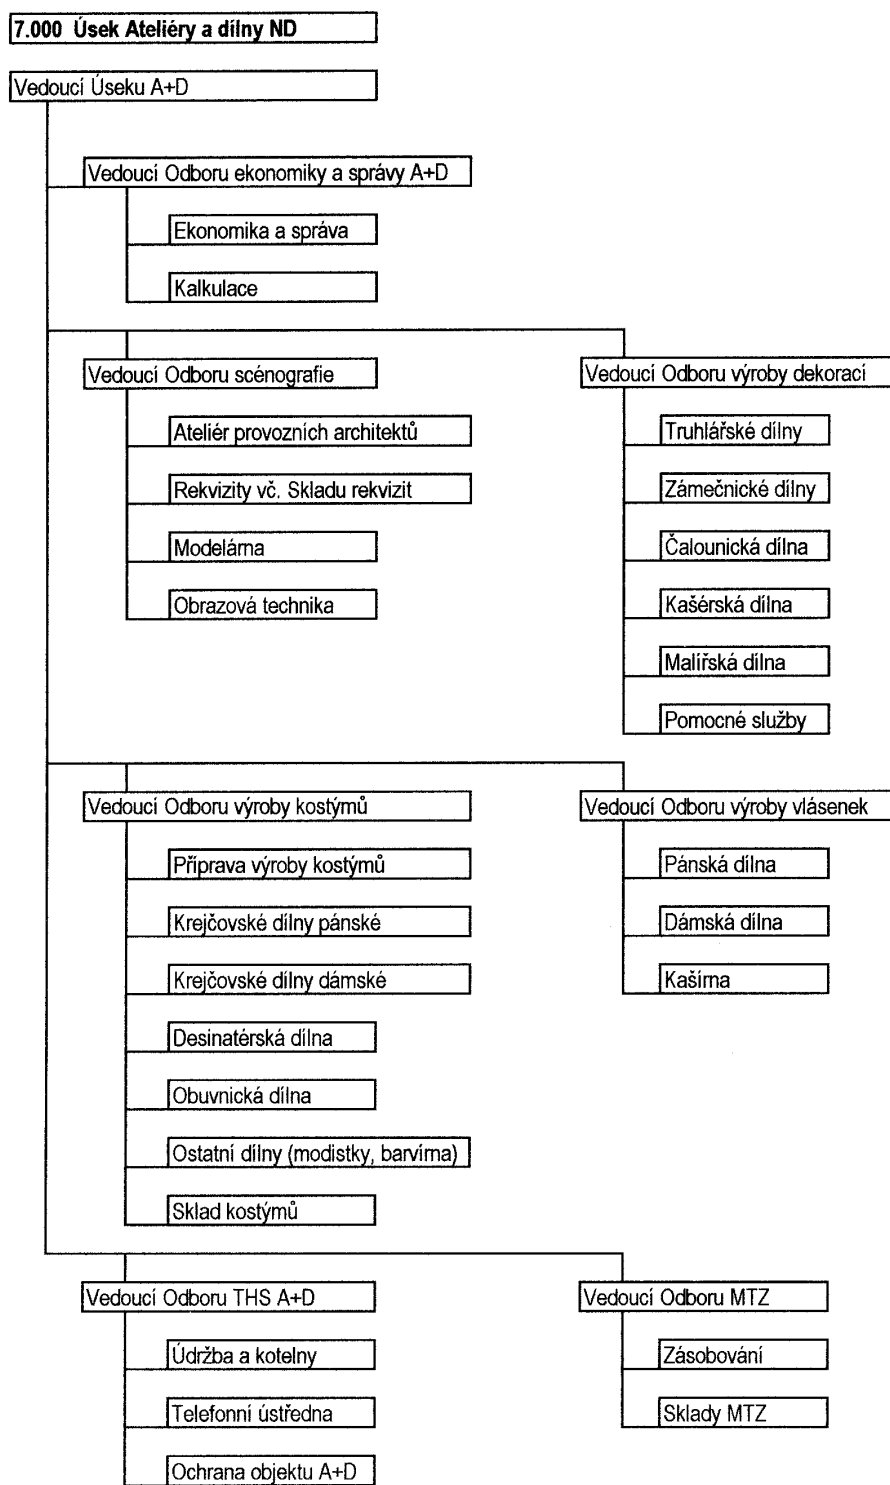 7.000 Úsek Ateliéry a dílny ND
Vedoucí Úseku A+D
Vedoucí Odboru ekonomiky a správy A+D
Ekonomika a správa
Kalkulace
Vedoucí Odboru scénografie
Ateliér provozních architektů
Rekvizity vč. Skladu rekvizit
Modelárna
Obrazová technika
Vedoucí Odboru výroby dekorací
Truhlářské dílny
Zámečnické dílny
Čalounická dílna
Kašérská dílna
Malířská dílna
Pomocné služby
Vedoucí Odboru výroby kostýmů
Příprava výroby kostýmů
Krejčovské dílny pánské
Krejčovské dílny dámské
Desinatérská dílna
Obuvnická dílna
Ostatní dílny (modistky, barvírna)
Sklad kostýmů
Vedoucí Odboru výroby vlásenek
Pánská dílna
Dámská dílna
Kašírna
Vedoucí Odboru THS A+D
Údržba a kotelny
Telefonní ústředna
Ochrana objektu A+D
Vedoucí Odboru MTZ
Zásobování
Sklady MTZ